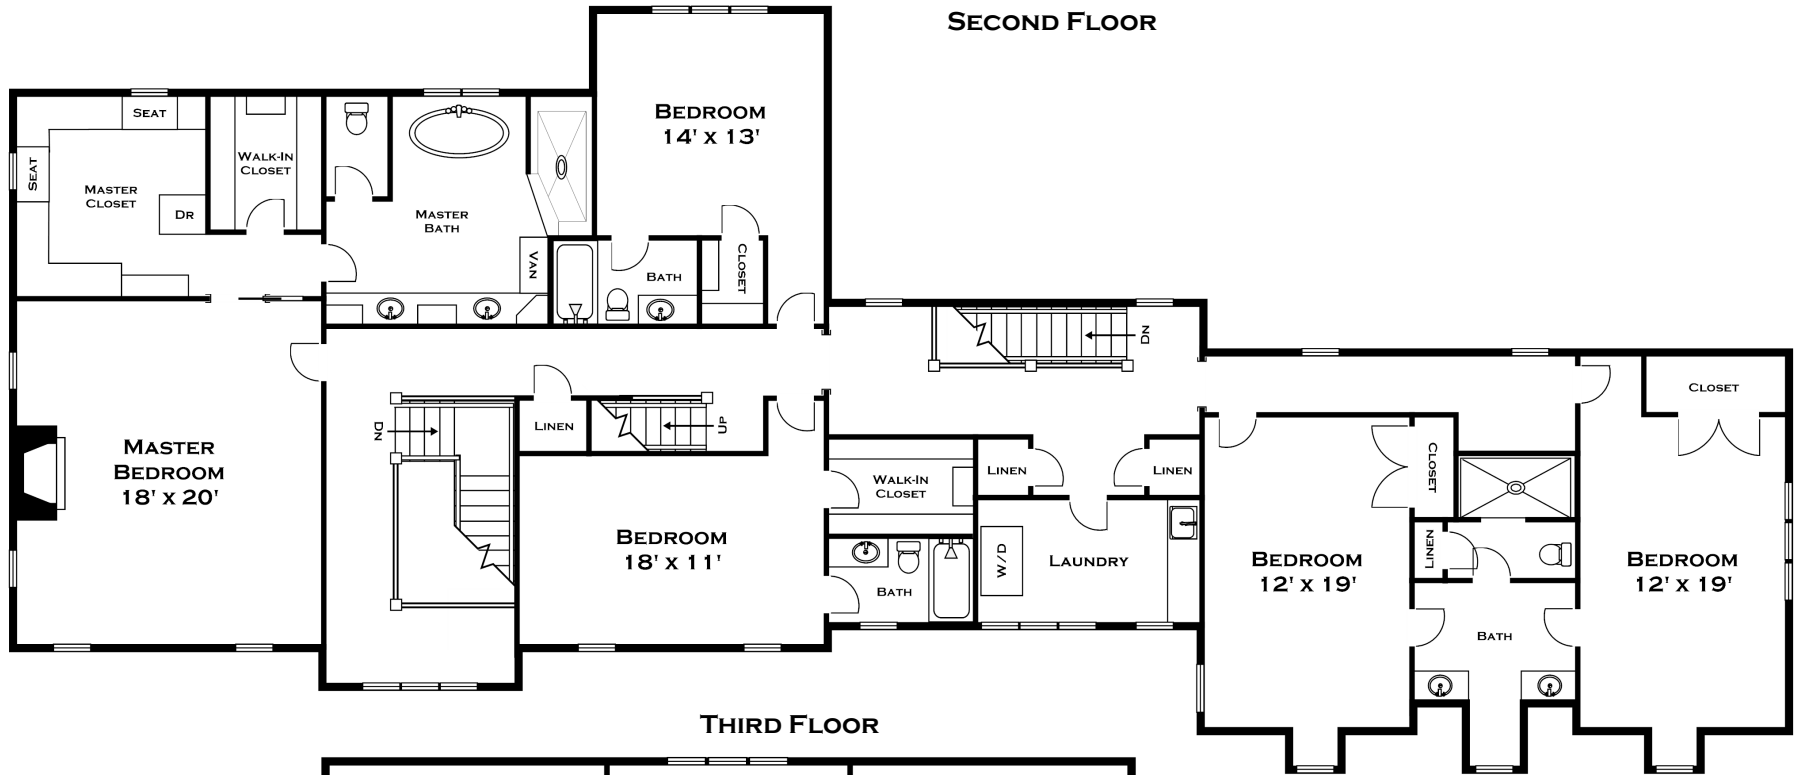 SECOND FLOOR
SEAT
SEAT
WALK-IN
CLOSET
MASTER
CLOSET
DR
MASTER
BATH
VAN
BEDROOM
14' X 13'
BATH
CLOSET
DN
MASTER
BEDROOM
18' X 20'
DN
LINEN
UP
BEDROOM
18' X 11'
WALK-IN
CLOSET
LINEN
LINEN
BATH
W/D
LAUNDRY
BEDROOM
12' X 19'
CLOSET
LINEN
BATH
CLOSET
BEDROOM
12' X 19'
THIRD FLOOR